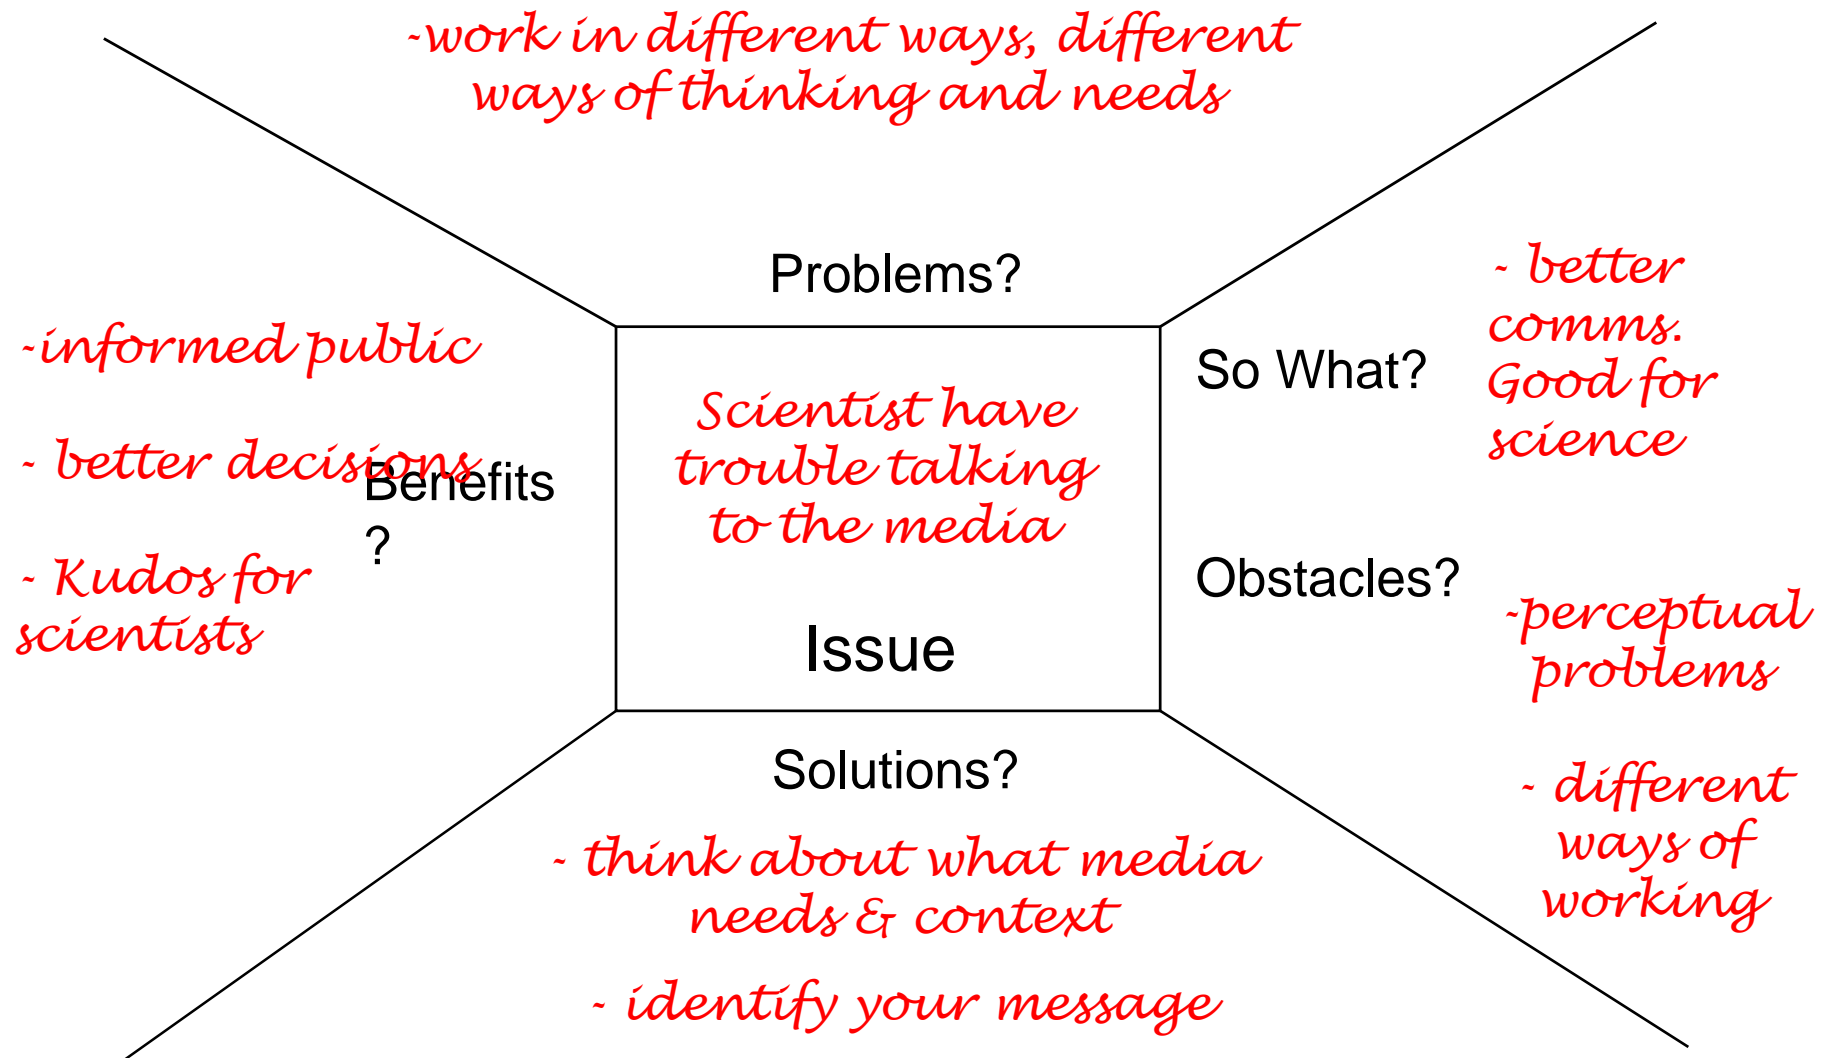 -work in different ways, different
ways of thinking and needs
Problems?
-informed public
- better decisions
Benefits
?
- Kudos for
scientists
Scientist have
trouble talking
to the media
Issue
So What?
- better
comms.
Good for
science
Obstacles?
-perceptual
problems
- different
ways of
working
Solutions?
- think about what media
needs & context
- identify your message